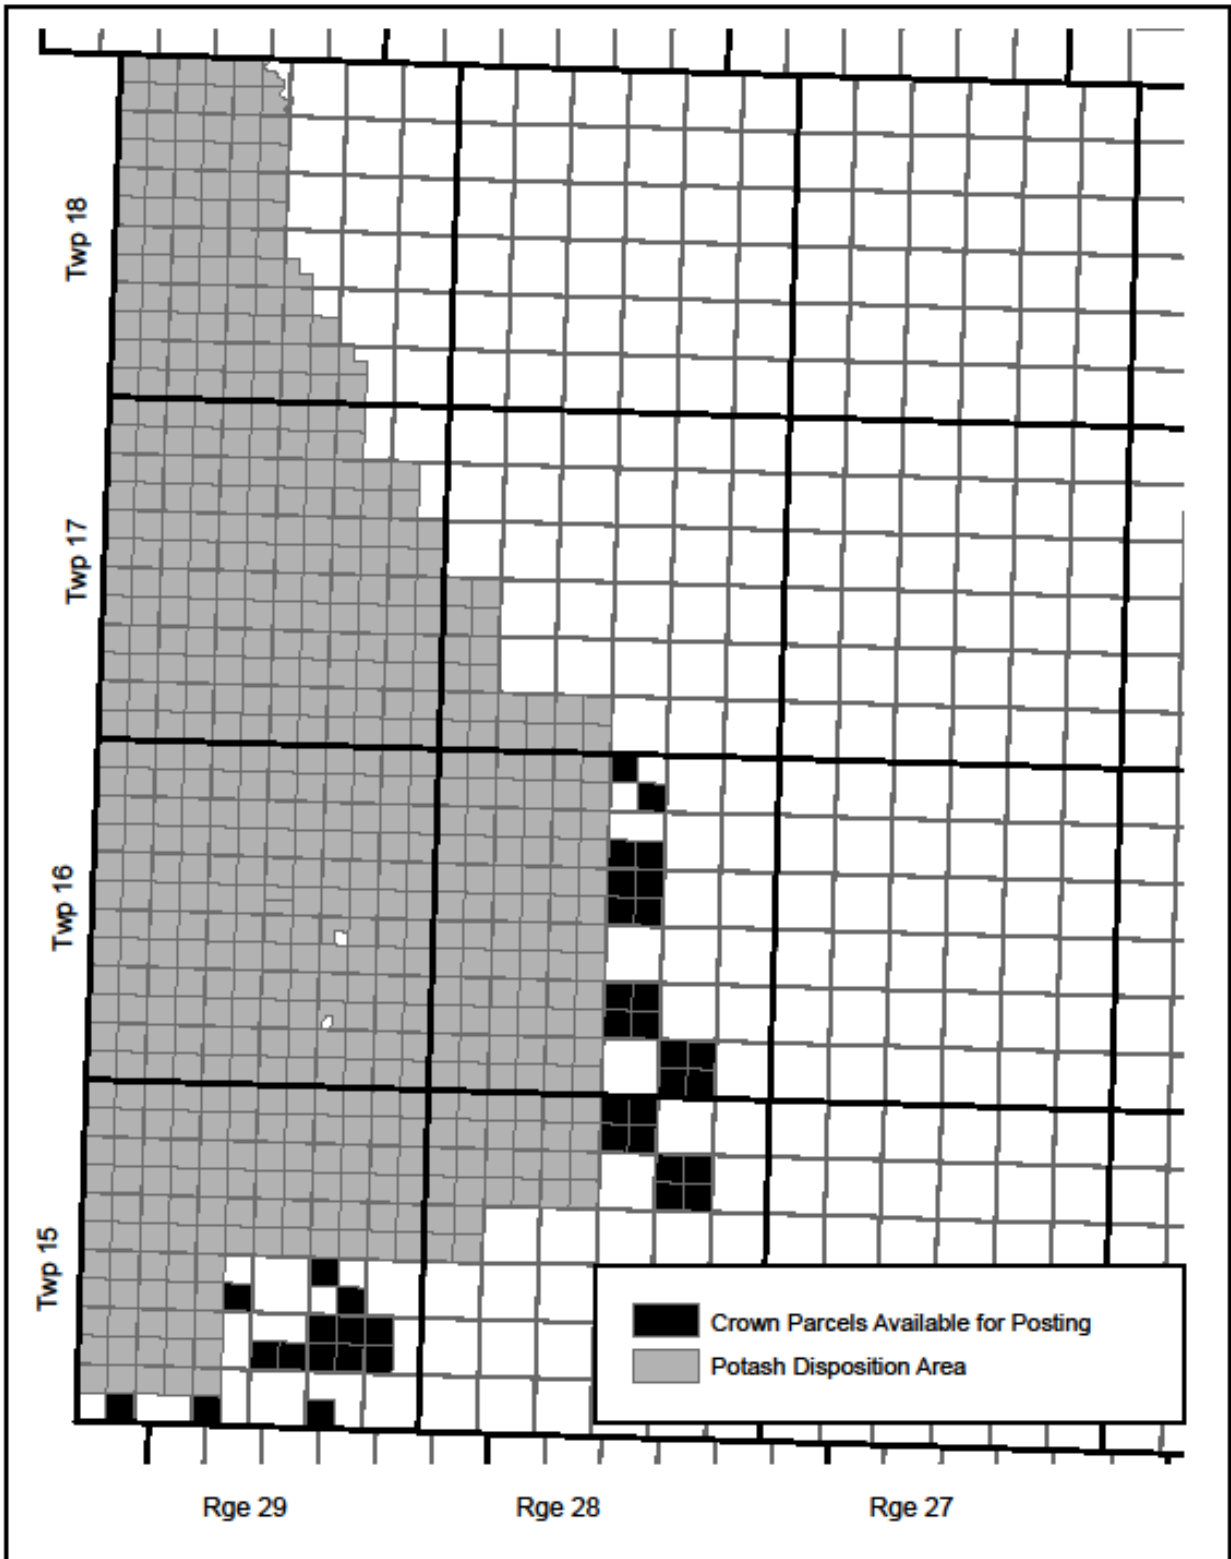 Twp 18
Twp 17
Twp 16
Twp 15
Crown Parcels Available for Posting
Potash Disposition Area
Rge 29
Rge 28
Rge 27